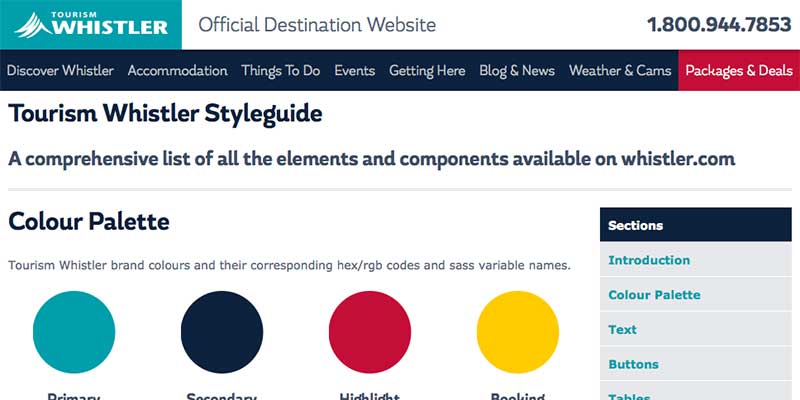 TOURISM
WHISTLER
Official Destination Website
1.800.944.7853
Discover Whistler Accommodation Things To Do Events Getting Here Blog & News Weather & Cams Packages & Deals
Tourism Whistler Styleguide
A comprehensive list of all the elements and components available on whistler.com
Colour Palette
Tourism Whistler brand colours and their corresponding hex/rgb codes and sass variable names.
Primary Secondary Highlight Booking
Sections
Introduction
Colour Palette
Text
Buttons
Tables